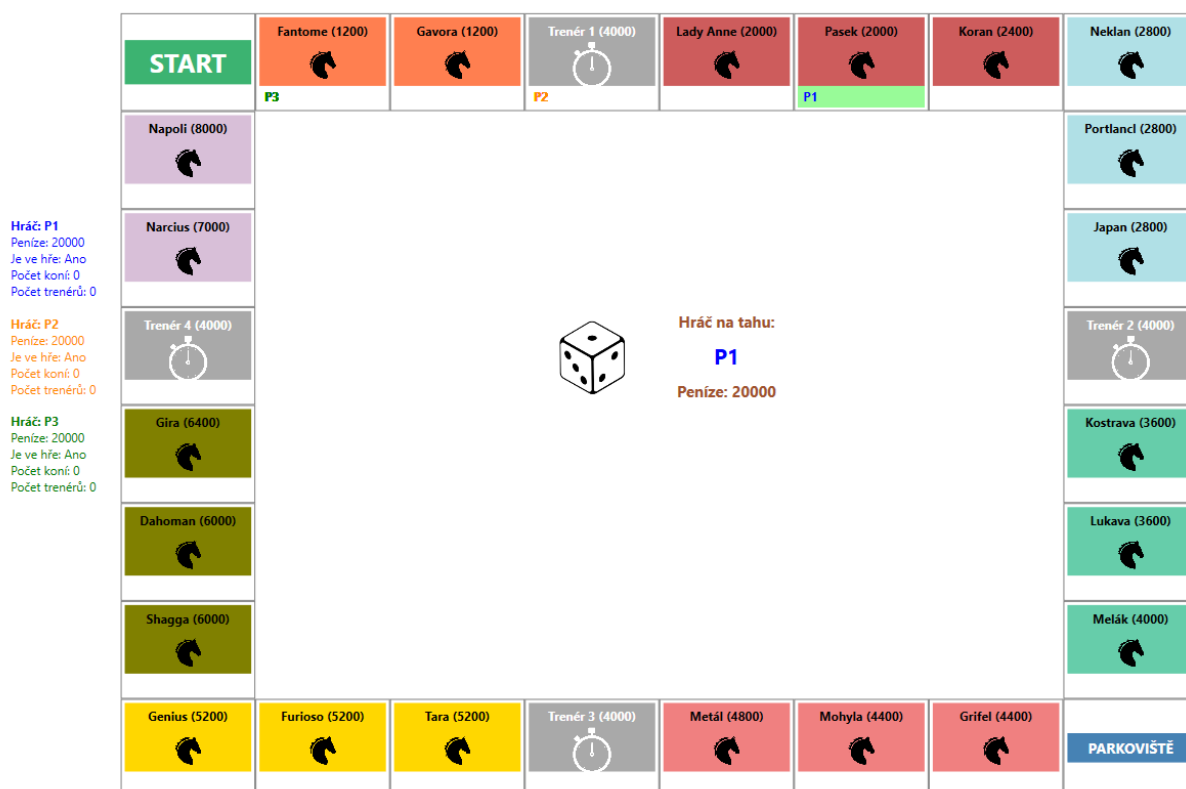 START
Fantome (1200)
Gavora (1200)
Trenér 1 (4000)
Lady Anne (2000)
Pasek (2000)
Koran (2400)
Neklan (2800)
P3
P2
P1
Napoli (8000)
Portlancl (2800)
Narcius (7000)
Japan (2800)
Hráč: P1
Peníze: 20000
Je ve hře: Ano
Počet koní: 0
Počet trenérů: 0
Trenér 4 (4000)
Hráč na tahu:
P1
Peníze: 20000
Trenér 2 (4000)
Hráč: P2
Peníze: 20000
Je ve hře: Ano
Počet koní: 0
Počet trenérů: 0
Gira (6400)
Kostrava (3600)
Hráč: P3
Peníze: 20000
Je ve hře: Ano
Počet koní: 0
Počet trenérů: 0
Dahoman (6000)
Lukava (3600)
Shagga (6000)
Melák (4000)
Genius (5200)
Furioso (5200)
Tara (5200)
Trenér 3 (4000)
Metál (4800)
Mohyla (4400)
Grifel (4400)
PARKOVIŠTĚ